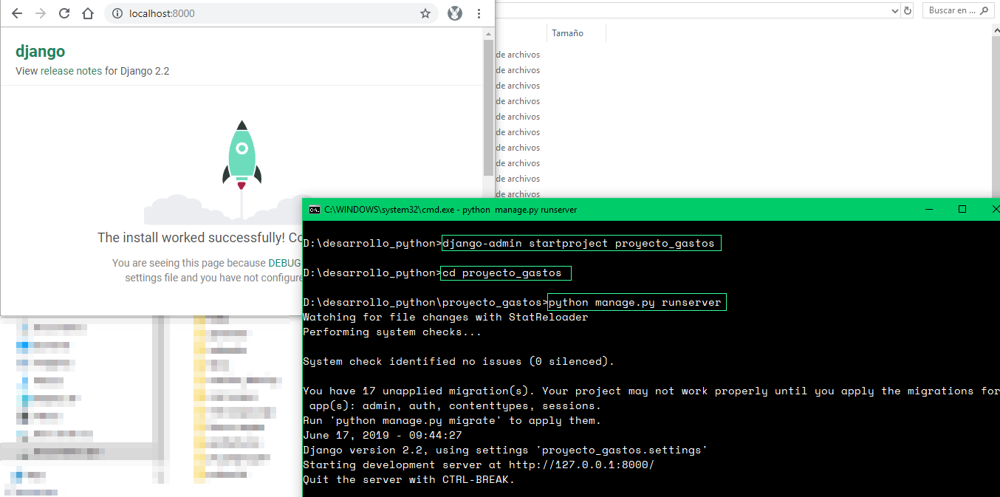 localhost:8000
Buscar en ...
django
View release notes for Django 2.2
Tamaño
de archivos
de archivos
de archivos
de archivos
de archivos
de archivos
de archivos
de archivos
de archivos
de archivos
The install worked successfully! Co
You are seeing this page because DEBUG
settings file and you have not configure
C:\WINDOWS\system32\cmd.exe - python manage.py runserver
D:\desarrollo_python>django-admin startproject proyecto_gastos
D:\desarrollo_python>cd proyecto_gastos
D:\desarrollo_python\proyecto_gastos>python manage.py runserver
Watching for file changes with StatReloader
Performing system checks...
System check identified no issues (0 silenced).
You have 17 unapplied migration(s). Your project may not work properly until you apply the migrations for
app(s): admin, auth, contenttypes, sessions.
Run 'python manage.py migrate' to apply them.
June 17, 2019 - 09:44:27
Django version 2.2, using settings 'proyecto_gastos.settings'
Starting development server at http://127.0.0.1:8000/
Quit the server with CTRL-BREAK.